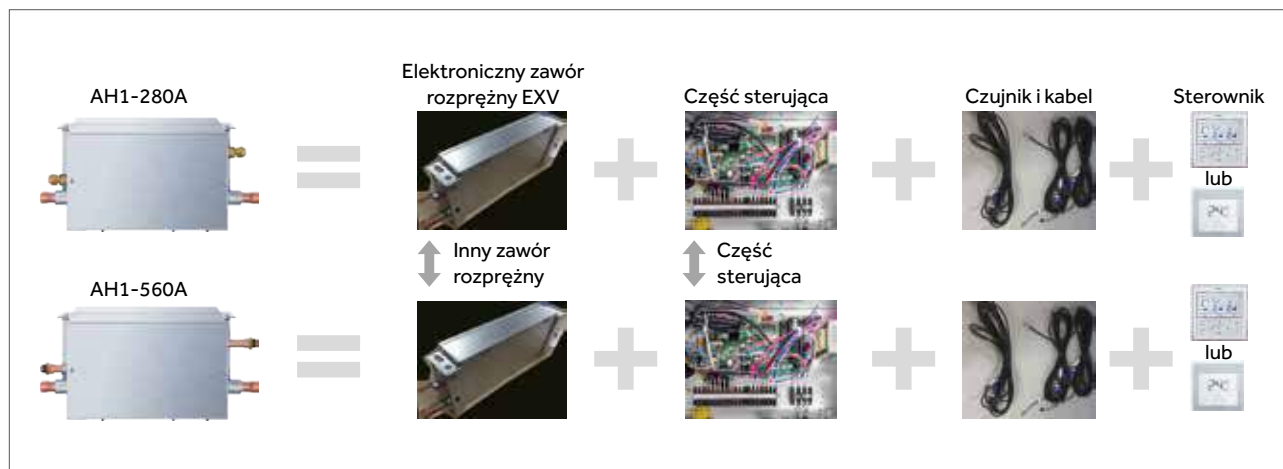 AH1-280A
Elektroniczny zawór
rozprężny EXV
Część sterująca
Czujnik i kabel
Sterownik
lub
Inny zawór
rozprężny
Część
sterująca
AH1-560A
lub